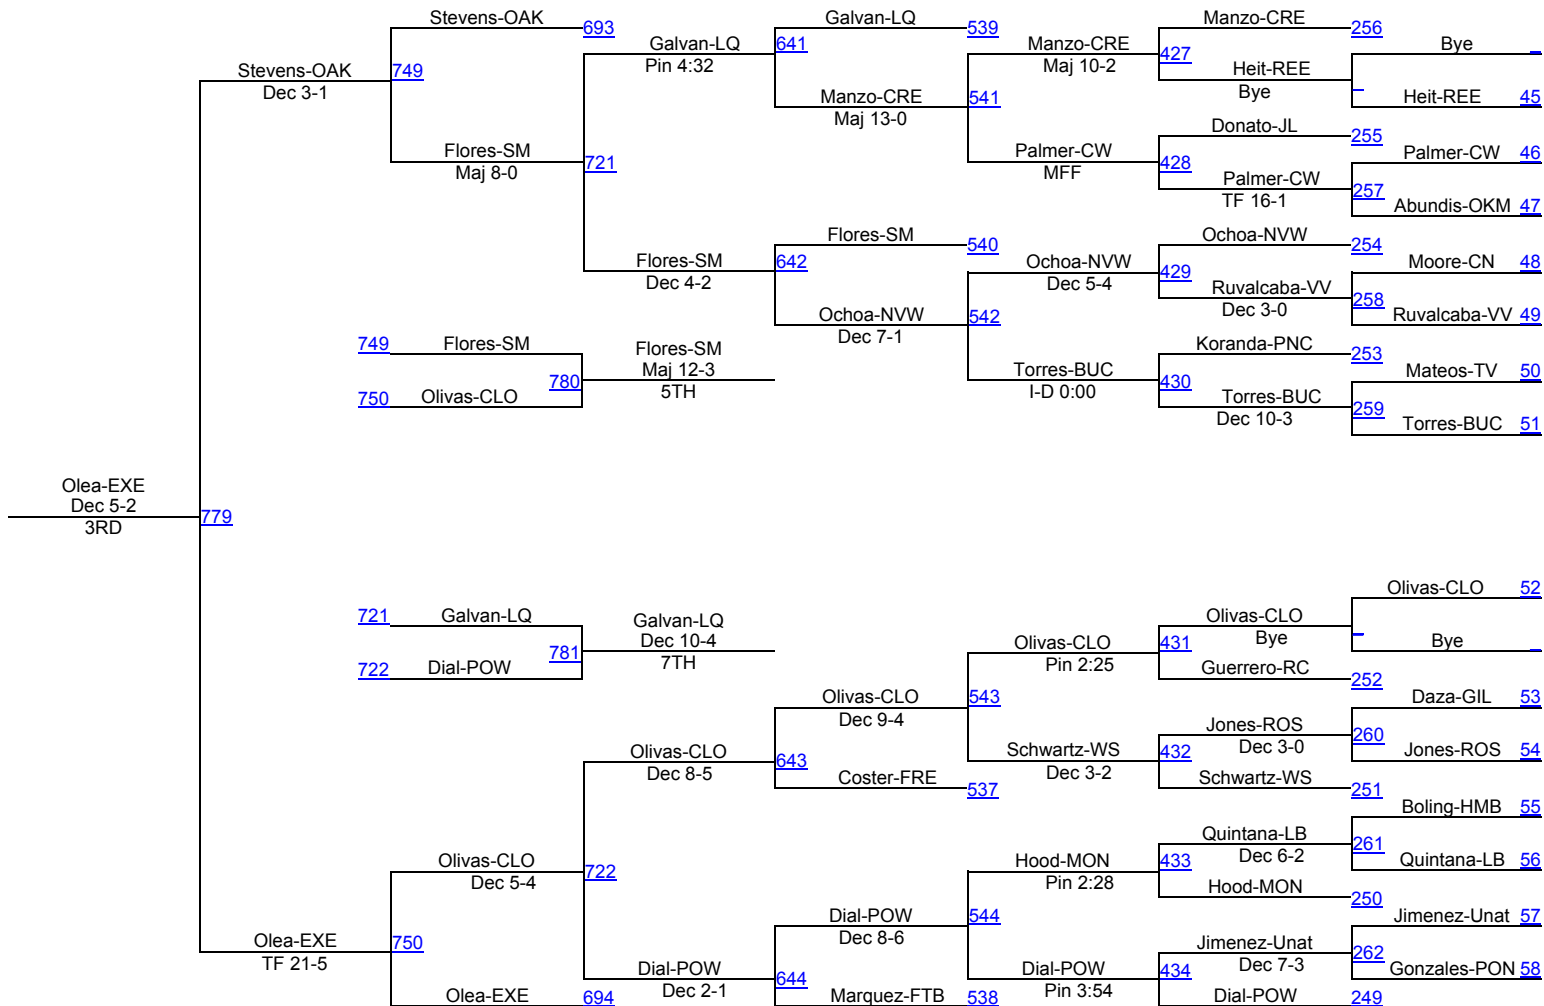 Stevens-OAK 693 Galvan-LQ 539 Manzo-CRE 256
Galvan-LQ 641 Manzo-CRE 427 Bye _
Pin 4:32 Maj 10-2
Stevens-OAK 749 Heit-REE _
Dec 3-1 Bye
Manzo-CRE 541 Heit-REE 45
Maj 13-0
Donato-JL 255
Flores-SM 721 Palmer-CW 428 Palmer-CW 46
Maj 8-0 MFF
Palmer-CW 257
TF 16-1
Abundis-OKM 47
Flores-SM 540 Ochoa-NVW 254
Flores-SM 642 Ochoa-NVW 429 Moore-CN 48
Dec 4-2 Dec 5-4
Ruvalcaba-VV 258
Dec 3-0
Ochoa-NVW 542 Ruvalcaba-VV 49
Dec 7-1
749 Flores-SM Flores-SM Koranda-PNC 253
Maj 12-3
780 5TH Torres-BUC 430 Mateos-TV 50
I-D 0:00
750 Olivas-CLO Torres-BUC 259
Dec 10-3
Torres-BUC 51
Olea-EXE
Dec 5-2
3RD 779
Olivas-CLO 52
721 Galvan-LQ Galvan-LQ Olivas-CLO _
Dec 10-4 Bye
781 7TH Olivas-CLO 431 Bye _
Pin 2:25
722 Dial-POW Guerrero-RC 252
Olivas-CLO 543 Daza-GIL 53
Dec 9-4
Jones-ROS 260
Dec 3-0
Olivas-CLO 643 Schwartz-WS 432 Jones-ROS 54
Dec 8-5 Dec 3-2
Coster-FRE 537 Schwartz-WS 251
Boling-HMB 55
Quintana-LB 261
Dec 6-2
Olivas-CLO 722 Hood-MON 433 Quintana-LB 56
Dec 5-4 Pin 2:28
Hood-MON 250
Dial-POW 544 Jimenez-Unat 57
Dec 8-6
Olea-EXE 750 Jimenez-Unat 262
TF 21-5 Dec 7-3
Dial-POW 644 Dial-POW 434 Gonzales-PON 58
Dec 2-1 Pin 3:54
Olea-EXE 694 Marquez-FTB 538 Dial-POW 249